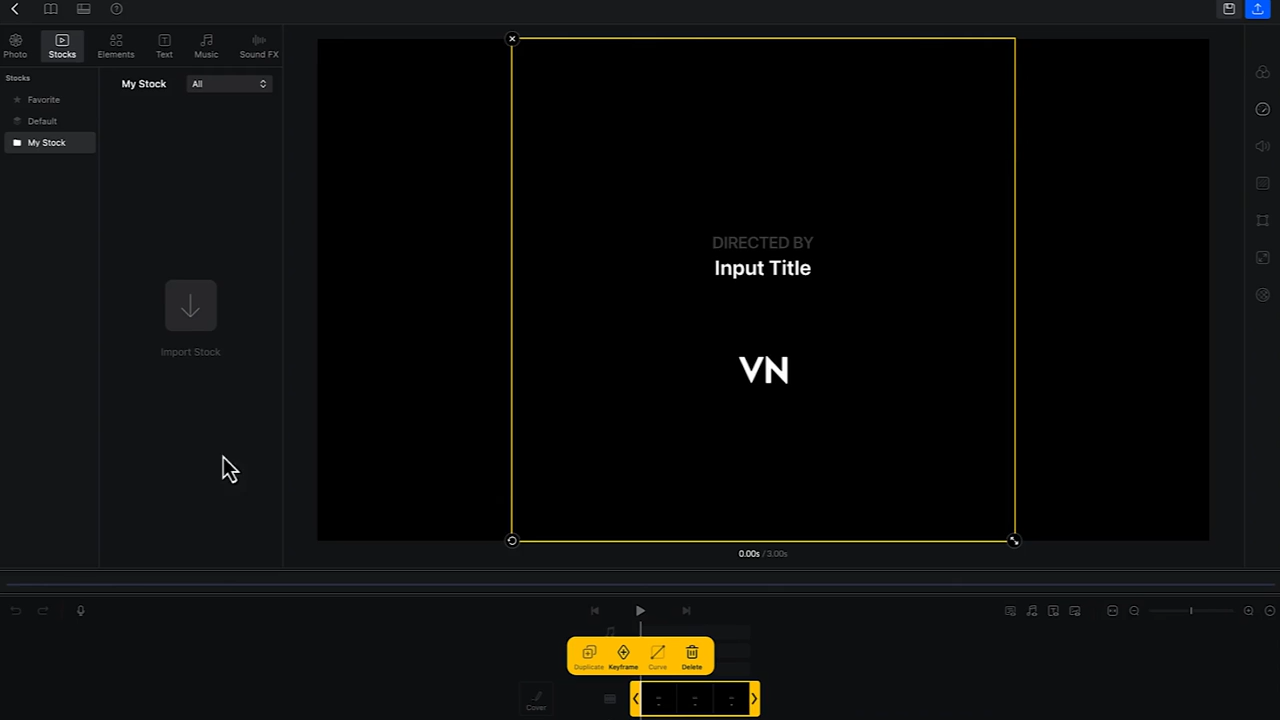 Photo
Stocks
Elements
Text
Music
Sound FX
Stocks
My Stock
All
Favorite
Default
My Stock
Import Stock
DIRECTED BY
Input Title
VN
0.00s / 3.00s
Duplicate
Keyframe
Curve
Delete
Cover